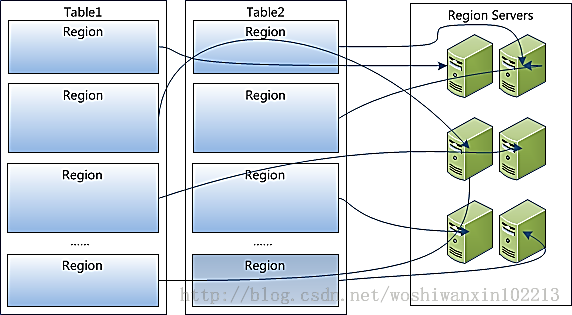 Table1
Region
Region
Region
......
Region
Table2
Region
Region
Region
......
Region
Region Servers
http://blog.csdn.net/woshiwanxin102213